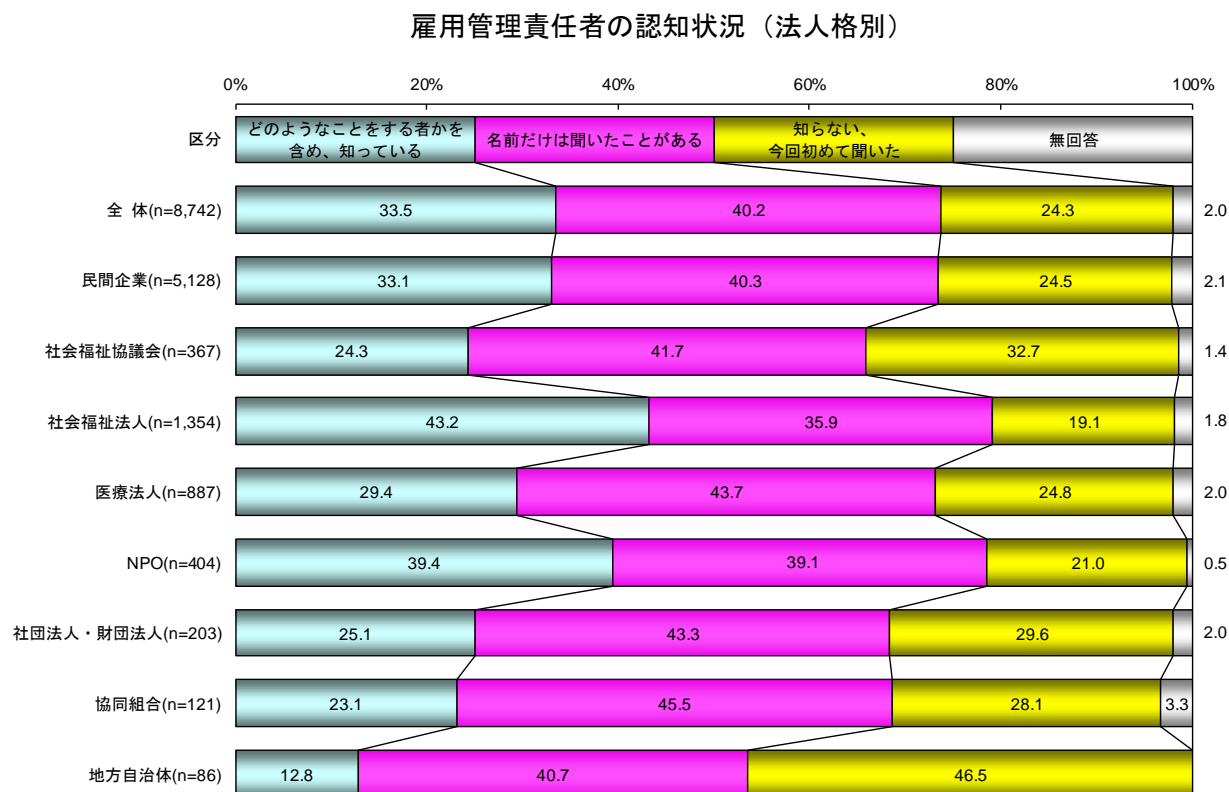 雇用管理責任者の認知状況（法人格別）
0% 20% 40% 60% 80% 100%
区分 どのようなことをする者かを
含め、知っている 名前だけは聞いたことがある 知らない、
今回初めて聞いた 無回答
全 体(n=8,742) 33.5 40.2 24.3 2.0
民間企業(n=5,128) 33.1 40.3 24.5 2.1
社会福祉協議会(n=367) 24.3 41.7 32.7 1.4
社会福祉法人(n=1,354) 43.2 35.9 19.1 1.8
医療法人(n=887) 29.4 43.7 24.8 2.0
NPO(n=404) 39.4 39.1 21.0 0.5
社団法人・財団法人(n=203) 25.1 43.3 29.6 2.0
協同組合(n=121) 23.1 45.5 28.1 3.3
地方自治体(n=86) 12.8 40.7 46.5